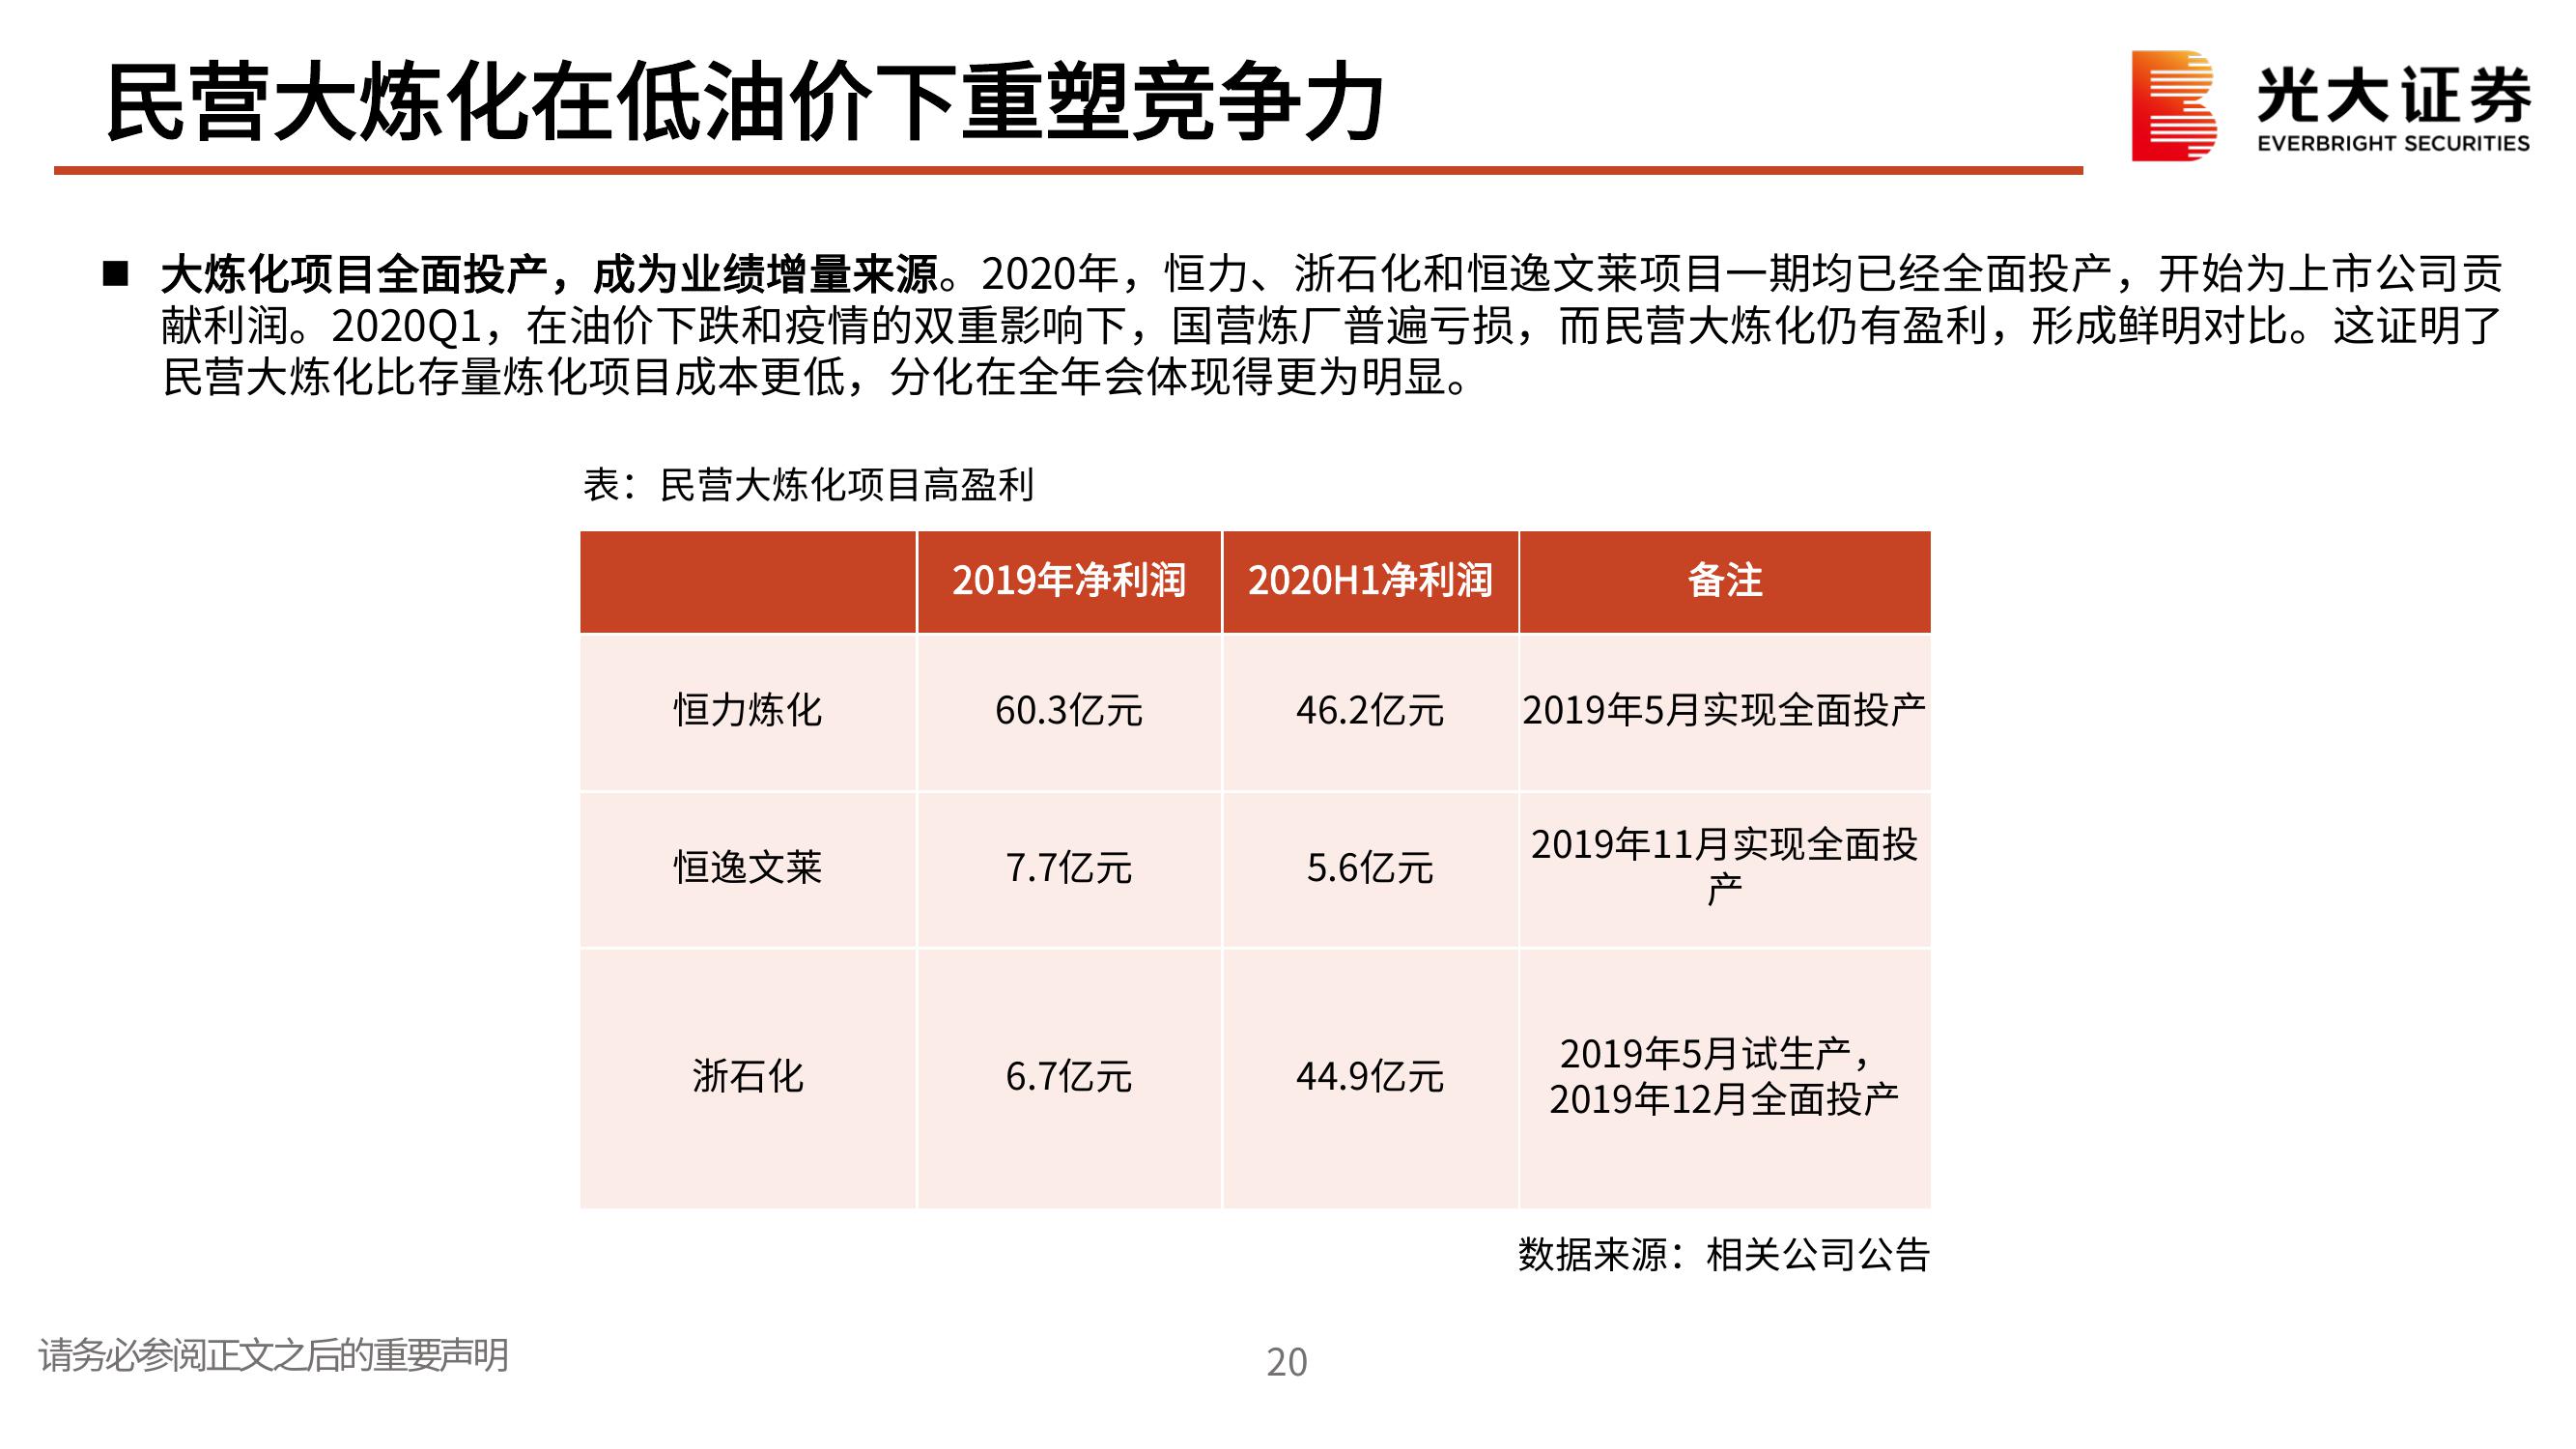 民营大炼化在低油价下重塑竞争力
光大证券
EVERBRIGHT SECURITIES
■ 大炼化项目全面投产，成为业绩增量来源。2020年，恒力、浙石化和恒逸文莱项目一期均已经全面投产，开始为上市公司贡
献利润。2020Q1，在油价下跌和疫情的双重影响下，国营炼厂普遍亏损，而民营大炼化仍有盈利，形成鲜明对比。这证明了
民营大炼化比存量炼化项目成本更低，分化在全年会体现得更为明显。
表：民营大炼化项目高盈利
2019年净利润 2020H1净利润 备注
恒力炼化 60.3亿元 46.2亿元 2019年5月实现全面投产
恒逸文莱 7.7亿元 5.6亿元 2019年11月实现全面投
产
浙石化 6.7亿元 44.9亿元 2019年5月试生产，
2019年12月全面投产
数据来源：相关公司公告
请务必参阅正文之后的重要声明
20